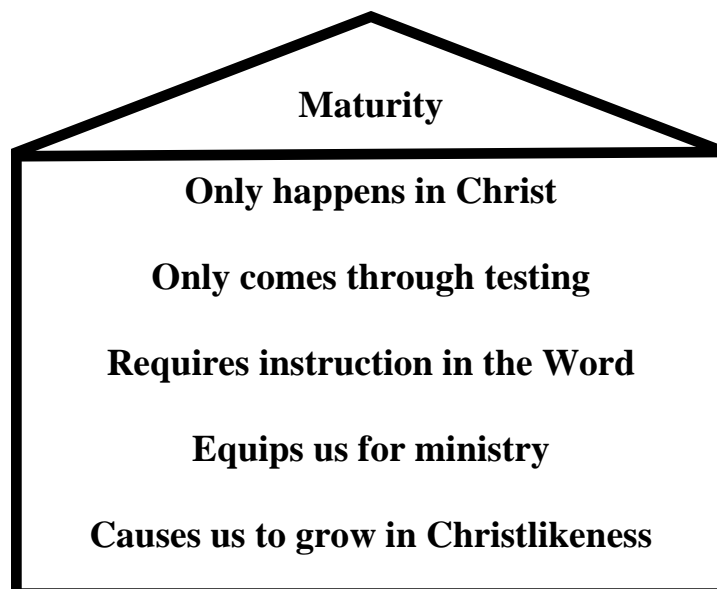 Maturity
Only happens in Christ
Only comes through testing
Requires instruction in the Word
Equips us for ministry
Causes us to grow in Christlikeness